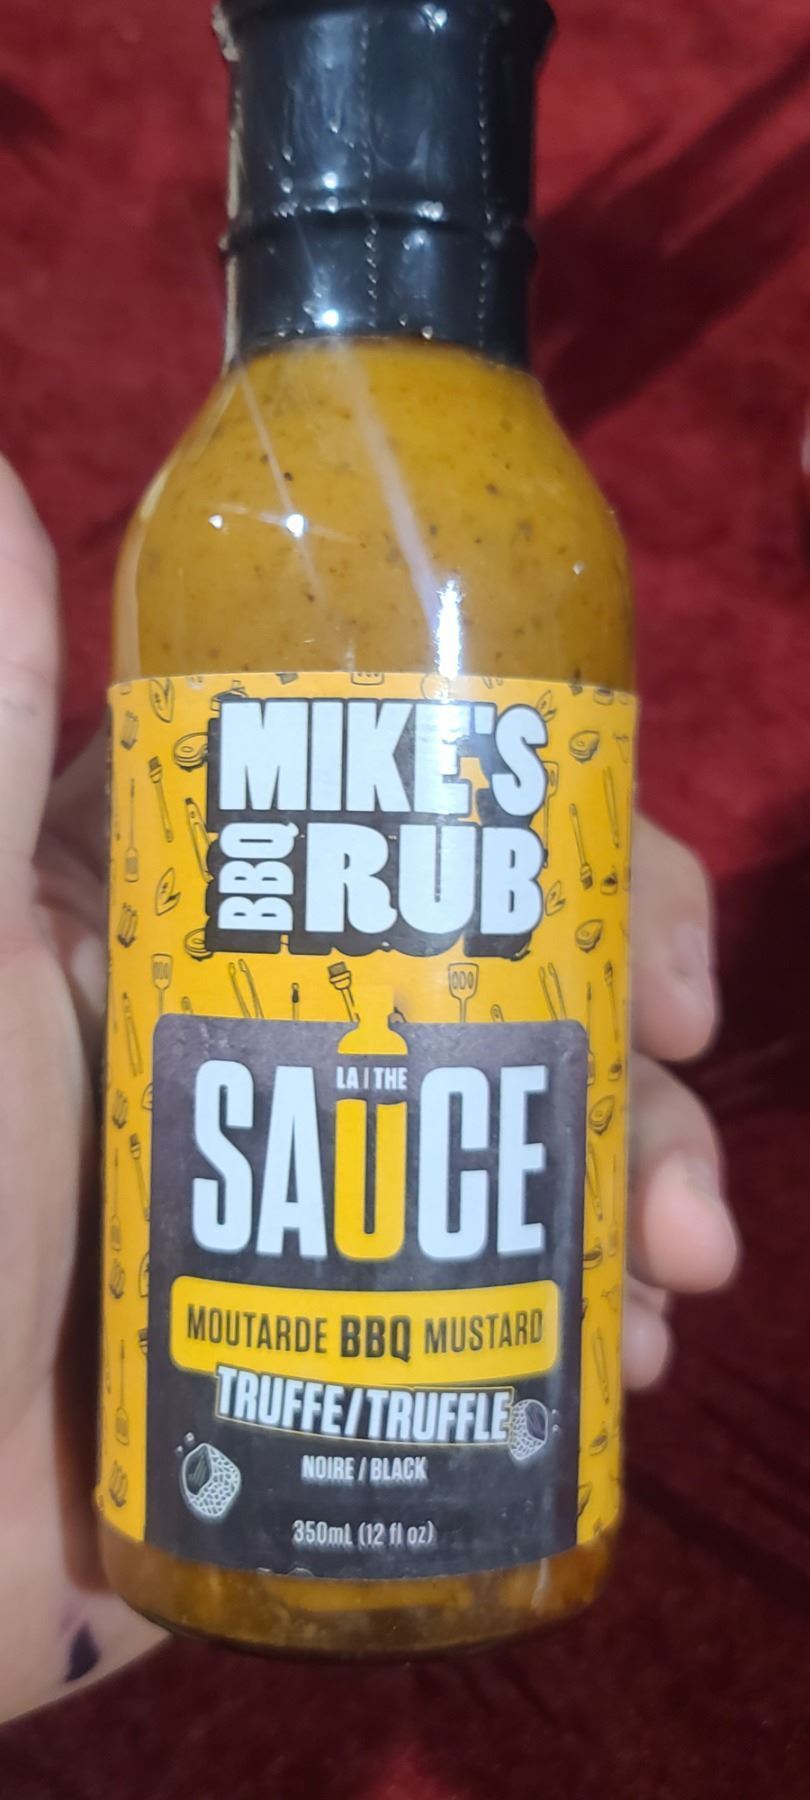 MIKE'S
BBQ RUB
LA | THE
SAUCE
MOUTARDE BBQ MUSTARD
TRUFFE/TRUFFLE
NOIRE / BLACK
350mL (12 fl oz)